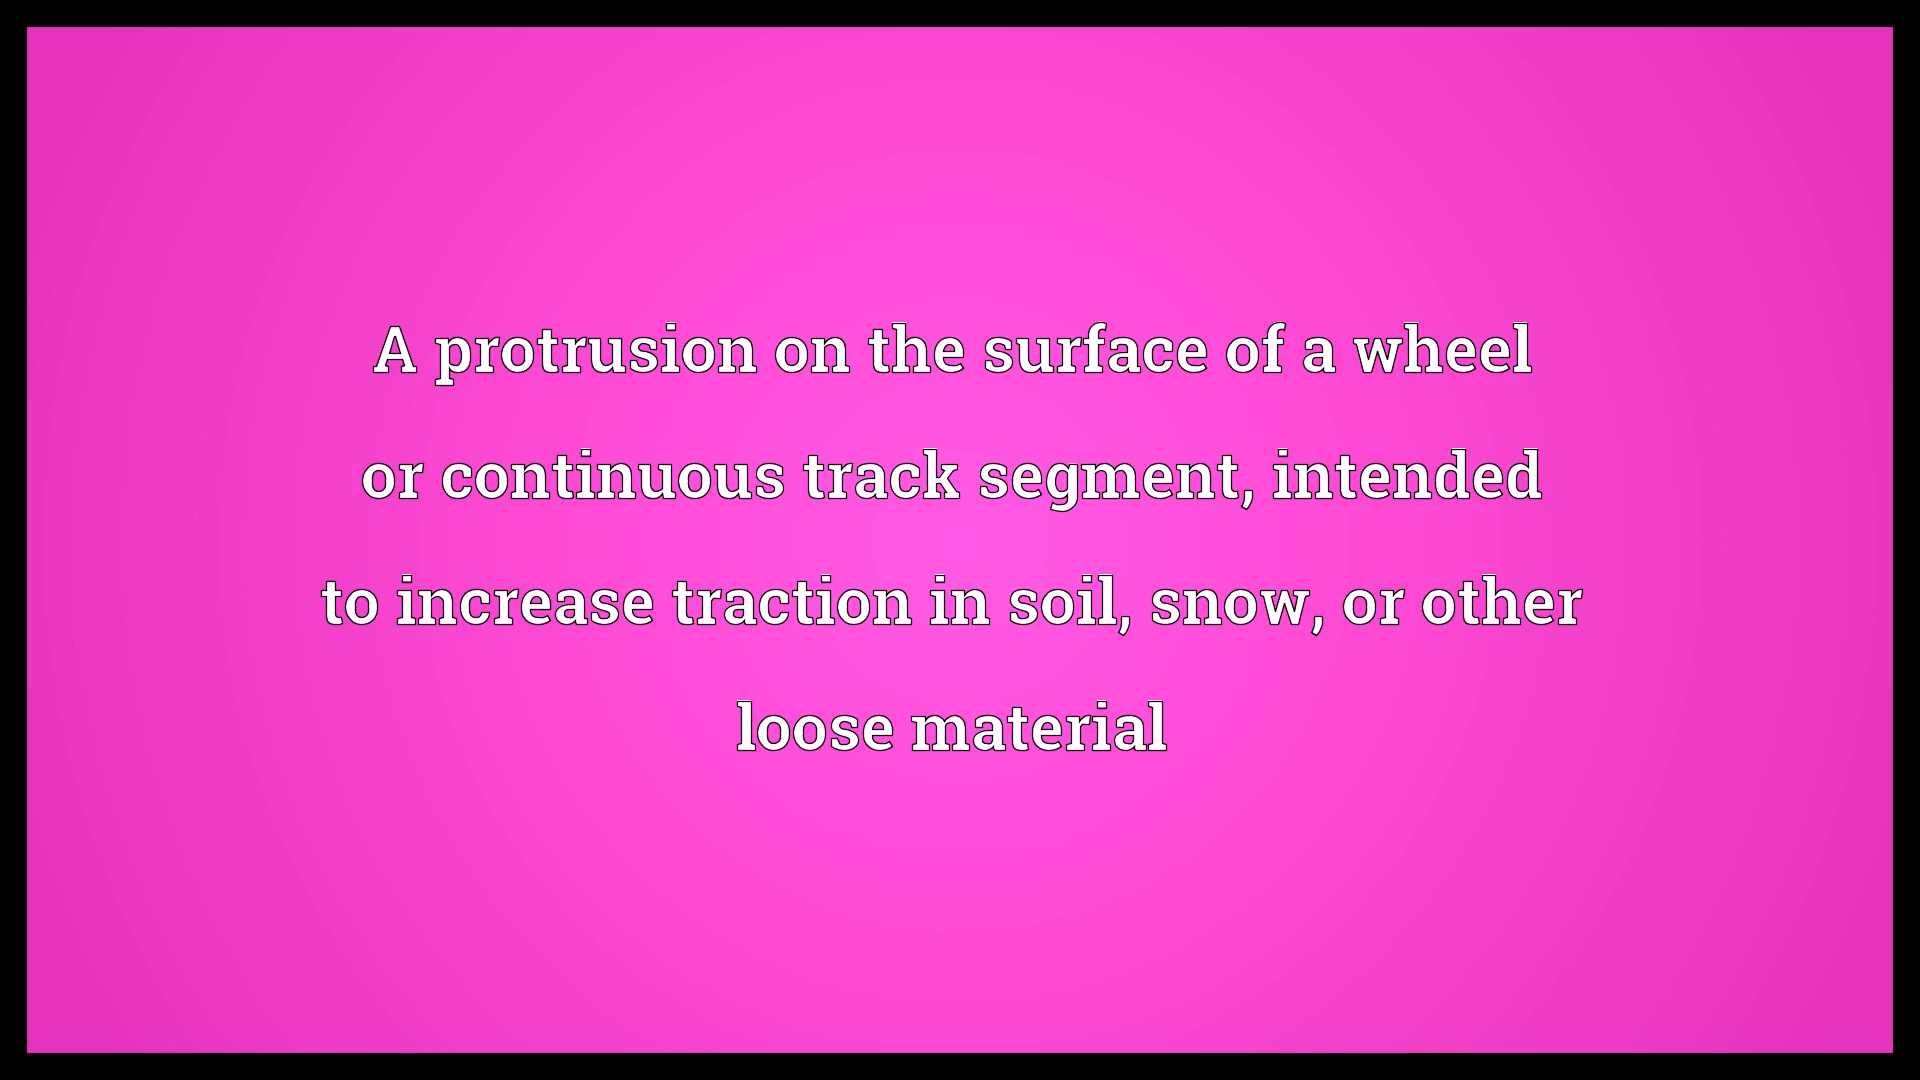 A protrusion on the surface of a wheel
or continuous track segment, intended
to increase traction in soil, snow, or other
loose material